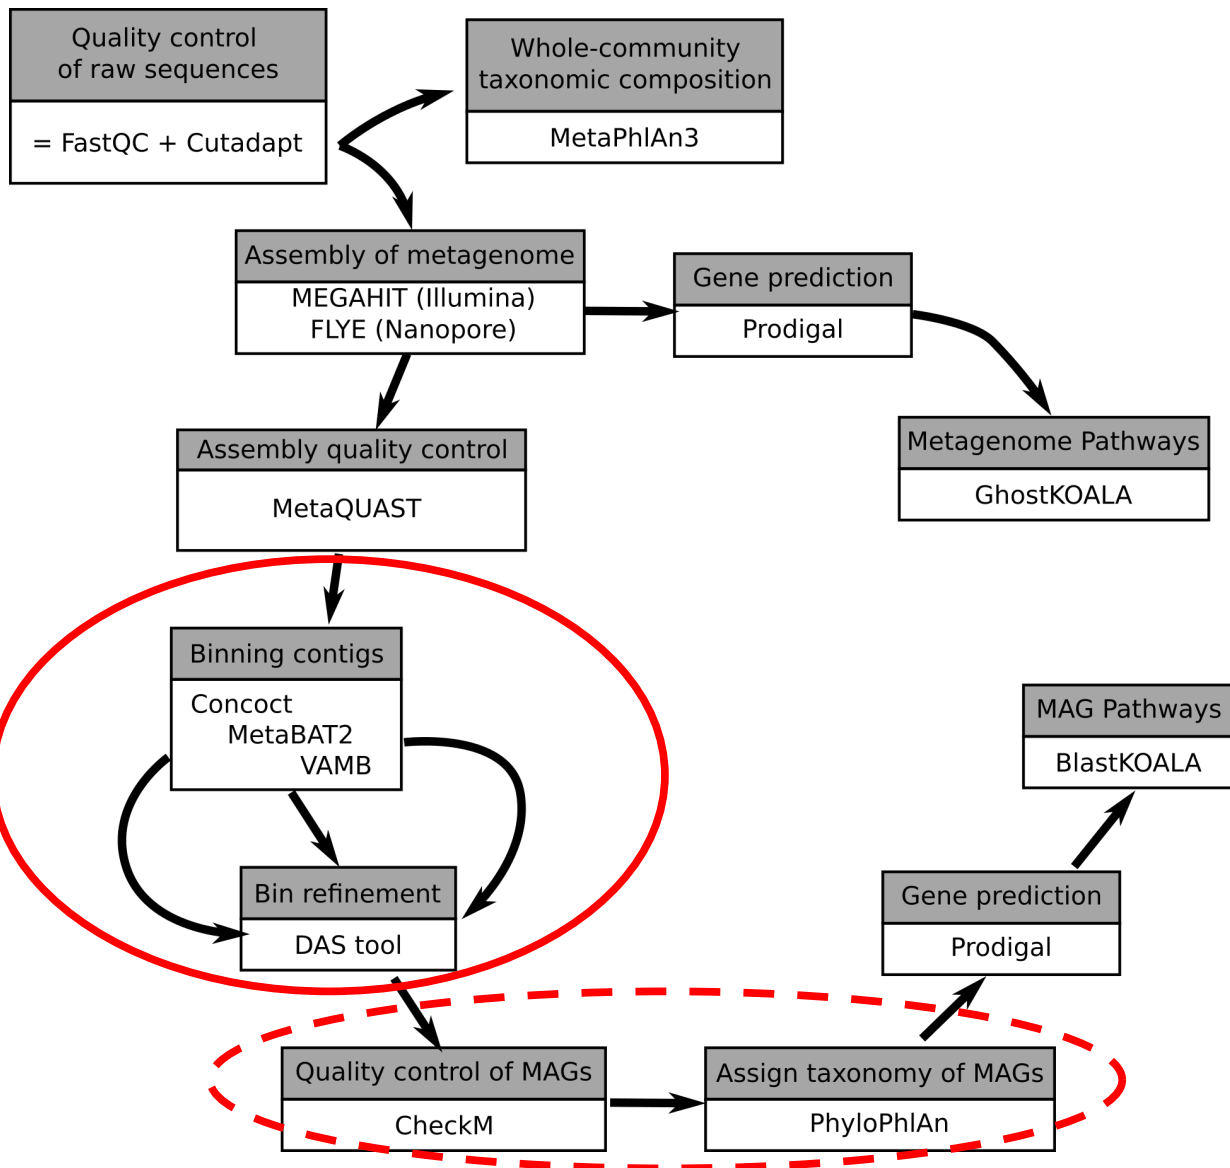 Quality control
of raw sequences
= FastQC + Cutadapt
Whole-community
taxonomic composition
MetaPhlAn3
Assembly of metagenome
MEGAHIT (Illumina)
FLYE (Nanopore)
Gene prediction
Prodigal
Assembly quality control
MetaQUAST
Metagenome Pathways
GhostKOALA
Binning contigs
Concoct
MetaBAT2
VAMB
Bin refinement
DAS tool
Quality control of MAGs
CheckM
Assign taxonomy of MAGs
PhyloPhlAn
Gene prediction
Prodigal
MAG Pathways
BlastKOALA